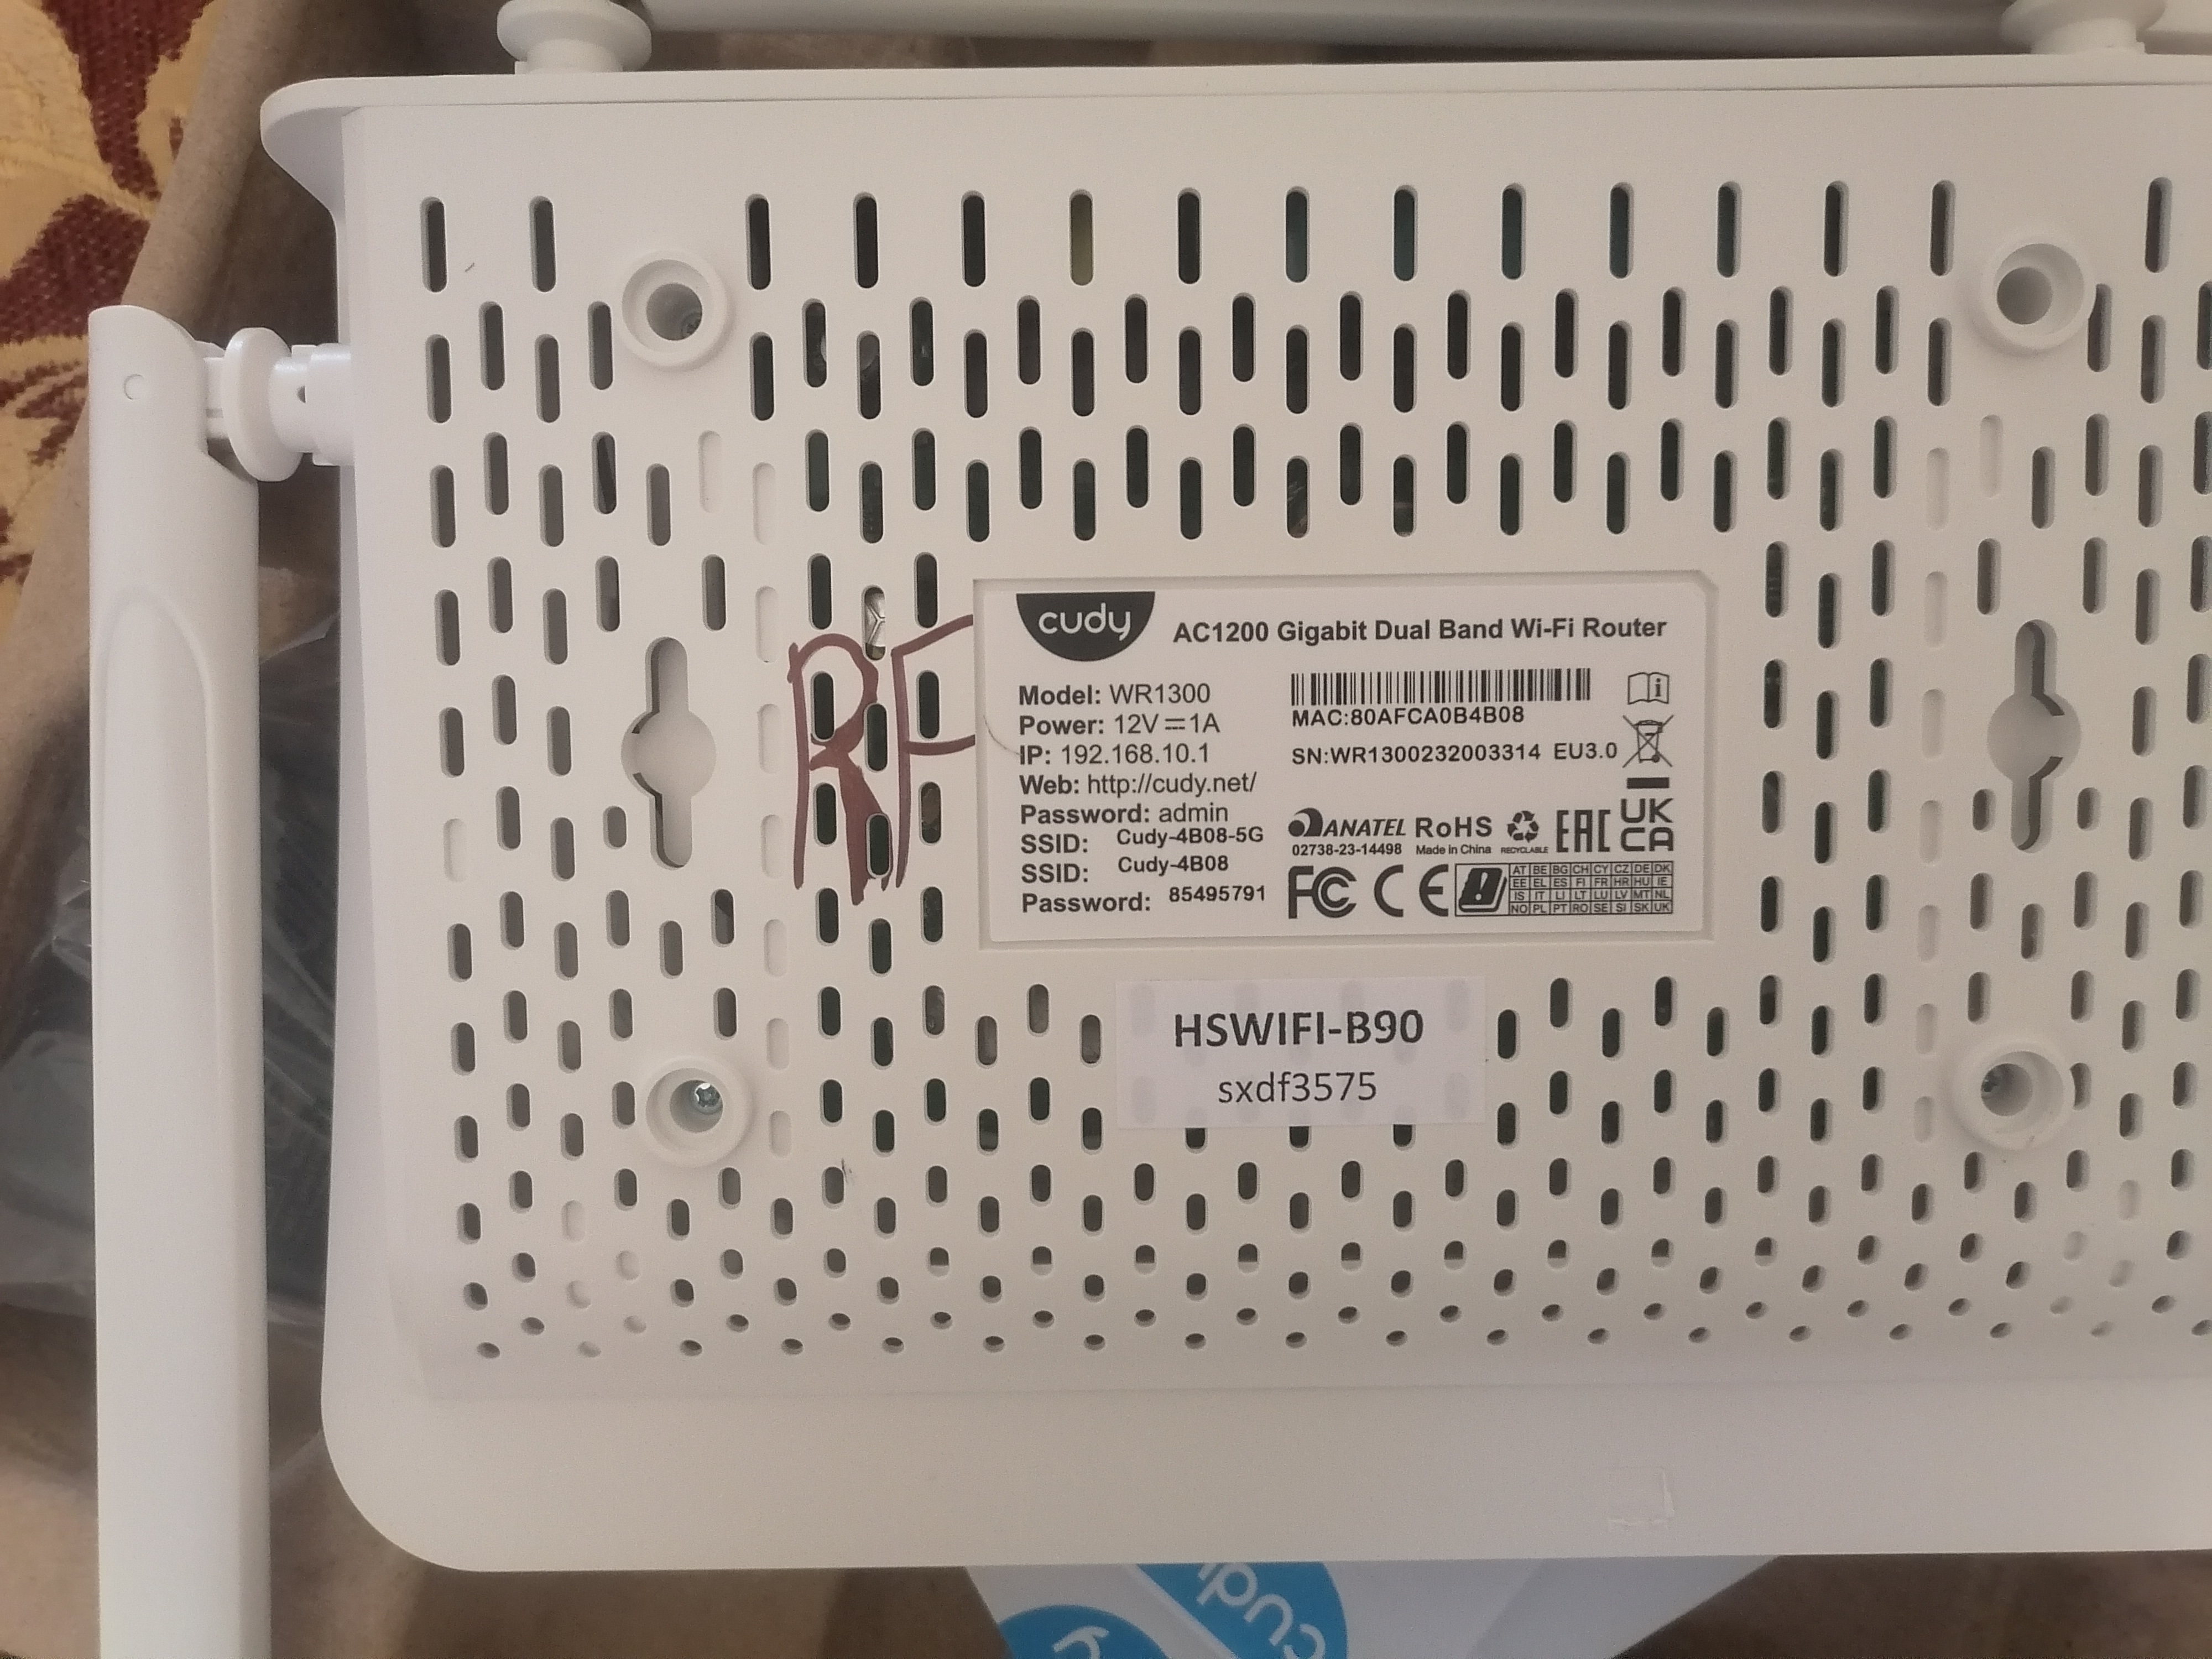 RF
cudy
AC1200 Gigabit Dual Band Wi-Fi Router
Model: WR1300
Power: 12V⎓1A
IP: 192.168.10.1
Web: http://cudy.net/
Password: admin
SSID: Cudy-4B08-5G
SSID: Cudy-4B08
Password: 85495791
MAC:80AFCA0B4B08
SN:WR1300232003314 EU3.0
ANATEL
02738-23-14498
RoHS
Made in China
RECYCLABLE
EAC
UK
CA
FC CE
AT BE BG CH CY CZ DE DK
EE EL ES FI FR HR HU IE
IS IT LI LT LU LV MT NL
NO PL PT RO SE SI SK UK
HSWIFI-B90
sxdf3575
cudy